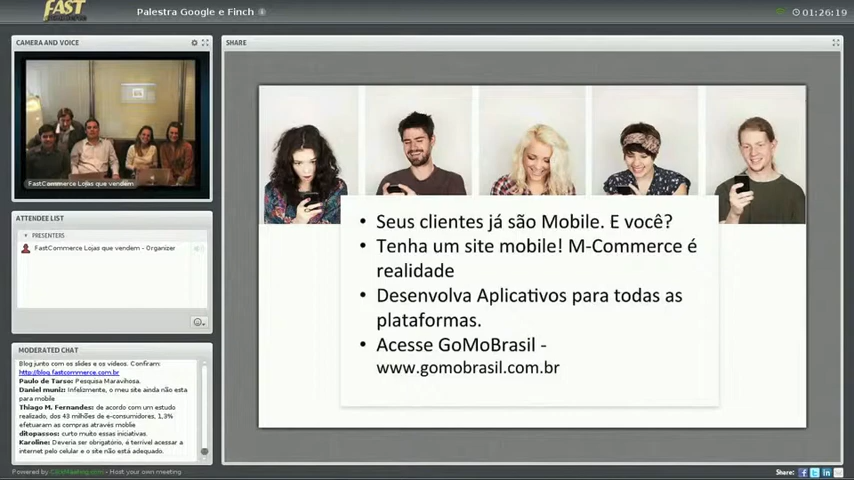 FAST
Palestra Google e Finch
01:26:19
CAMERA AND VOICE
FastCommerce Lojas que vendem
ATTENDEE LIST
PRESENTERS
FastCommerce Lojas que vendem - Organizer
MODERATED CHAT
Blog junto com os slides e os vídeos. Confiram:
http://blog.fastcommerce.com.br
Paulo de Tarso: Pesquisa Maravihosa.
Daniel muniz: Infelizmente, o meu site ainda não esta
para mobile
Thiago M. Fernandes: de acordo com um estudo
realizado, dos 43 milhões de e-consumidores, 1,3%
efetuaram as compras através moblie
ditopassos: curto muito essas iniciativas
Karoline: Deveria ser obrigatório, é terrível acessar a
internet pelo celular e o site não está adequado.
Powered by ClickMeeting.com - Host your own meeting
SHARE
• Seus clientes já são Mobile. E você?
• Tenha um site mobile! M-Commerce é
realidade
• Desenvolva Aplicativos para todas as
plataformas.
• Acesse GoMoBrasil -
www.gomobrasil.com.br
Share: